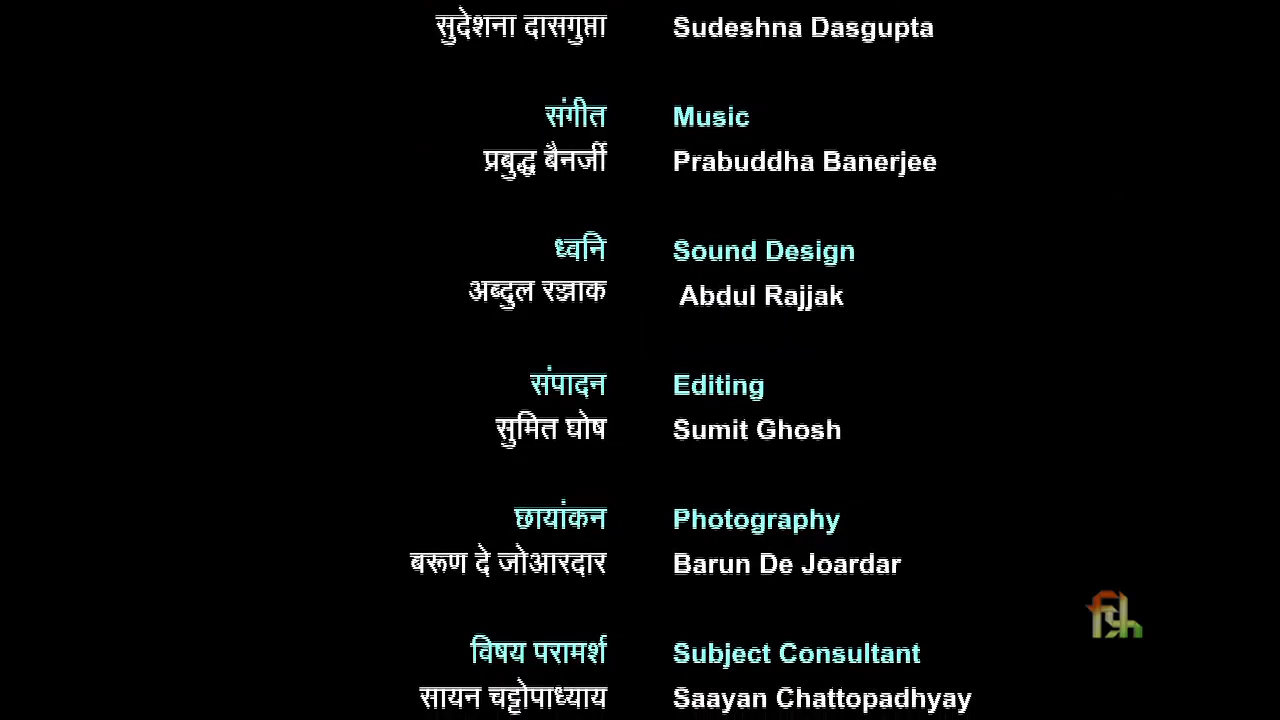 सुदेशना दासगुप्ता Sudeshna Dasgupta
संगीत Music
प्रबुद्ध बैनर्जी Prabuddha Banerjee
ध्वनि Sound Design
अब्दुल रज्जाक Abdul Rajjak
संपादन Editing
सुमित घोष Sumit Ghosh
छायांकन Photography
बरूण दे जोआरदार Barun De Joardar
विषय परामर्श Subject Consultant
सायन चट्टोपाध्याय Saayan Chattopadhyay